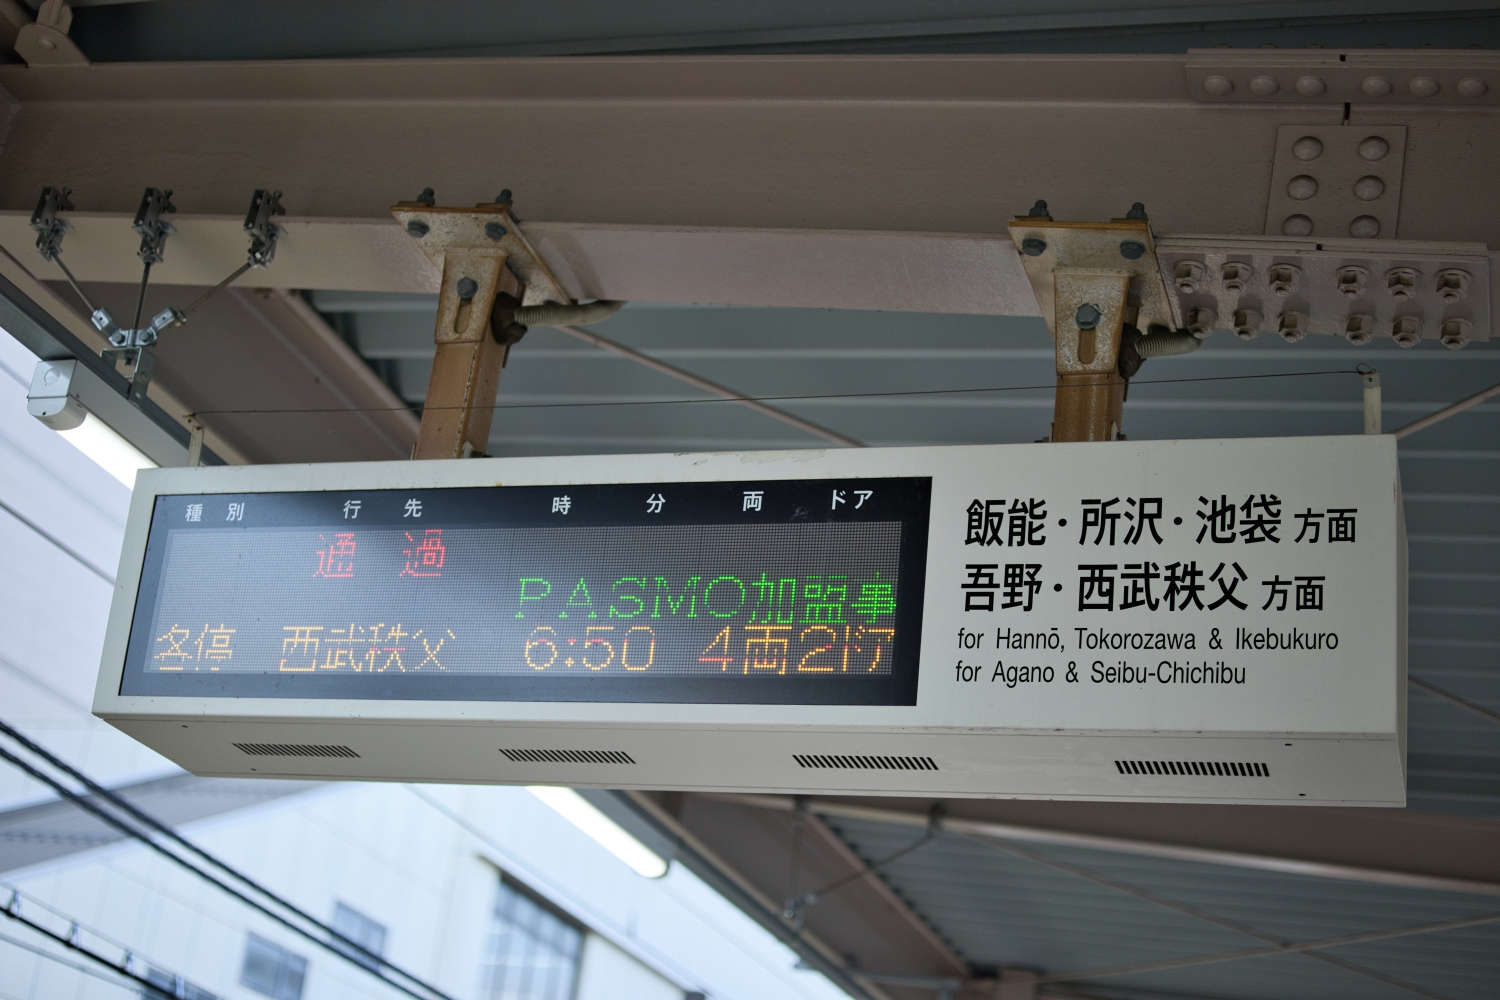 種別 行先 時 分 両 ドア
通過
PASMO加盟事
各停 西武秩父 6:50 4両2ドア
飯能・所沢・池袋 方面
吾野・西武秩父 方面
for Hannō, Tokorozawa & Ikebukuro
for Agano & Seibu-Chichibu